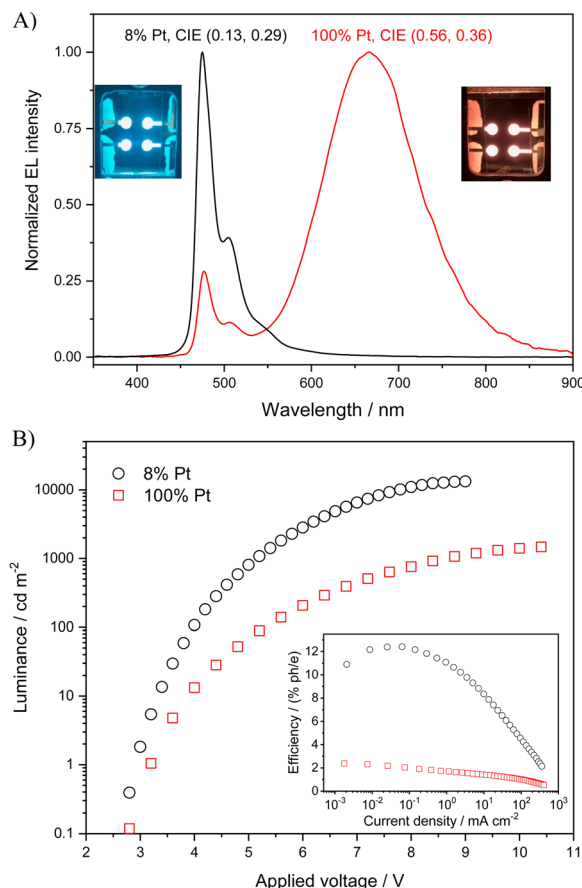 A)
8% Pt, CIE (0.13, 0.29)
100% Pt, CIE (0.56, 0.36)
1.00
0.75
0.50
0.25
0.00
Normalized EL intensity
400 500 600 700 800 900
Wavelength / nm
B)
8% Pt
100% Pt
10000
1000
100
10
1
0.1
Luminance / cd m⁻²
12
10
8
6
4
2
0
Efficiency / (% ph/e)
10⁻³ 10⁻² 10⁻¹ 10⁰ 10¹ 10² 10³
Current density / mA cm⁻²
2 3 4 5 6 7 8 9 10 11
Applied voltage / V